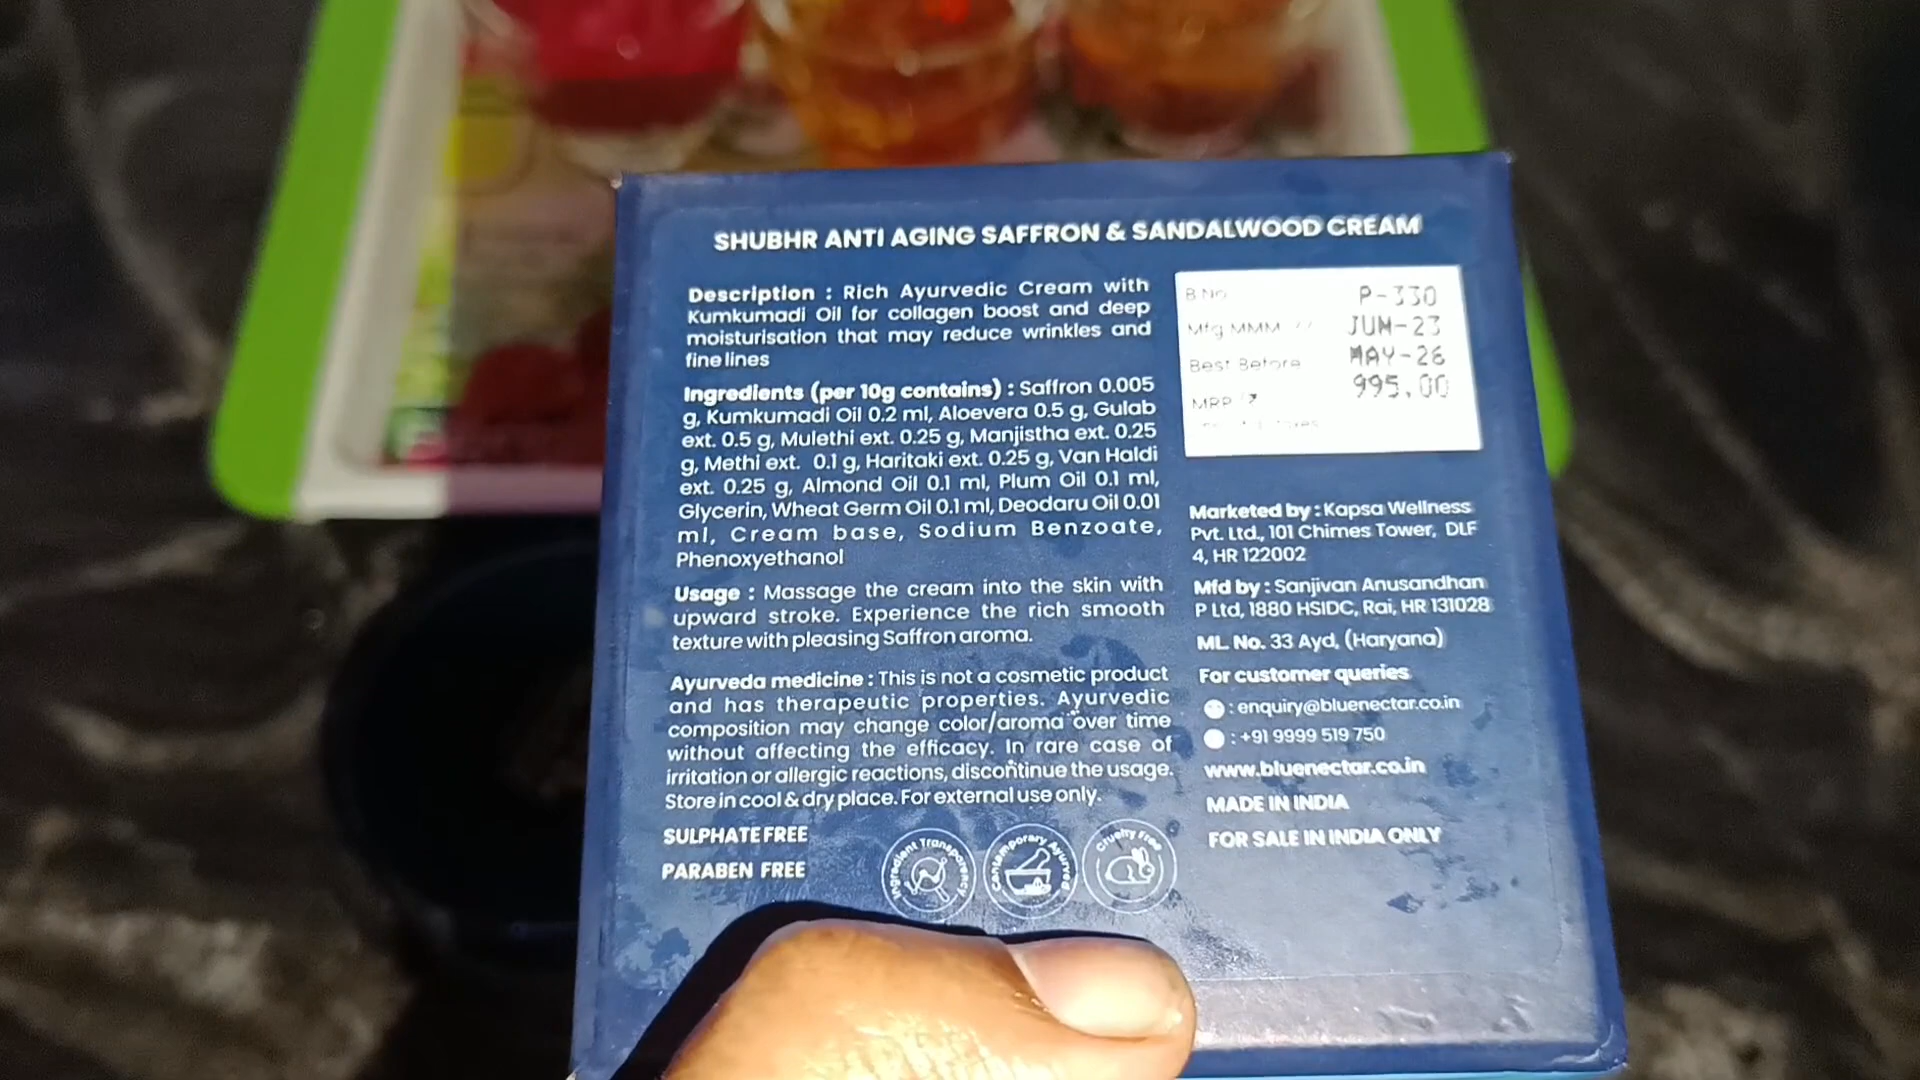 SHUBHR ANTI AGING SAFFRON & SANDALWOOD CREAM
Description : Rich Ayurvedic Cream with
Kumkumadi Oil for collagen boost and deep
moisturisation that may reduce wrinkles and
fine lines
Ingredients (per 10g contains) : Saffron 0.005
g, Kumkumadi Oil 0.2 ml, Aloevera 0.5 g, Gulab
ext. 0.5 g, Mulethi ext. 0.25 g, Manjistha ext. 0.25
g, Methi ext. 0.1 g, Haritaki ext. 0.25 g, Van Haldi
ext. 0.25 g, Almond Oil 0.1 ml, Plum Oil 0.1 ml,
Glycerin, Wheat Germ Oil 0.1 ml, Deodaru Oil 0.01
ml, Cream base, Sodium Benzoate,
Phenoxyethanol
Usage : Massage the cream into the skin with
upward stroke. Experience the rich smooth
texture with pleasing Saffron aroma.
Ayurveda medicine : This is not a cosmetic product
and has therapeutic properties. Ayurvedic
composition may change color/aroma over time
without affecting the efficacy. In rare case of
irritation or allergic reactions, discontinue the usage.
Store in cool & dry place. For external use only.
SULPHATE FREE
PARABEN FREE
Ingredient Transparency
Contemporary Ayurved
Cruelty Free
B No P-330
Mfg MMM JUN-23
Best Before MAY-26
MRP 995.00
Marketed by : Kapsa Wellness
Pvt. Ltd., 101 Chimes Tower, DLF
4, HR 122002
Mfd by : Sanjivan Anusandhan
P Ltd, 1880 HSIDC, Rai, HR 131028
ML. No. 33 Ayd, (Haryana)
For customer queries
: enquiry@bluenectar.co.in
: +91 9999 519 750
www.bluenectar.co.in
MADE IN INDIA
FOR SALE IN INDIA ONLY